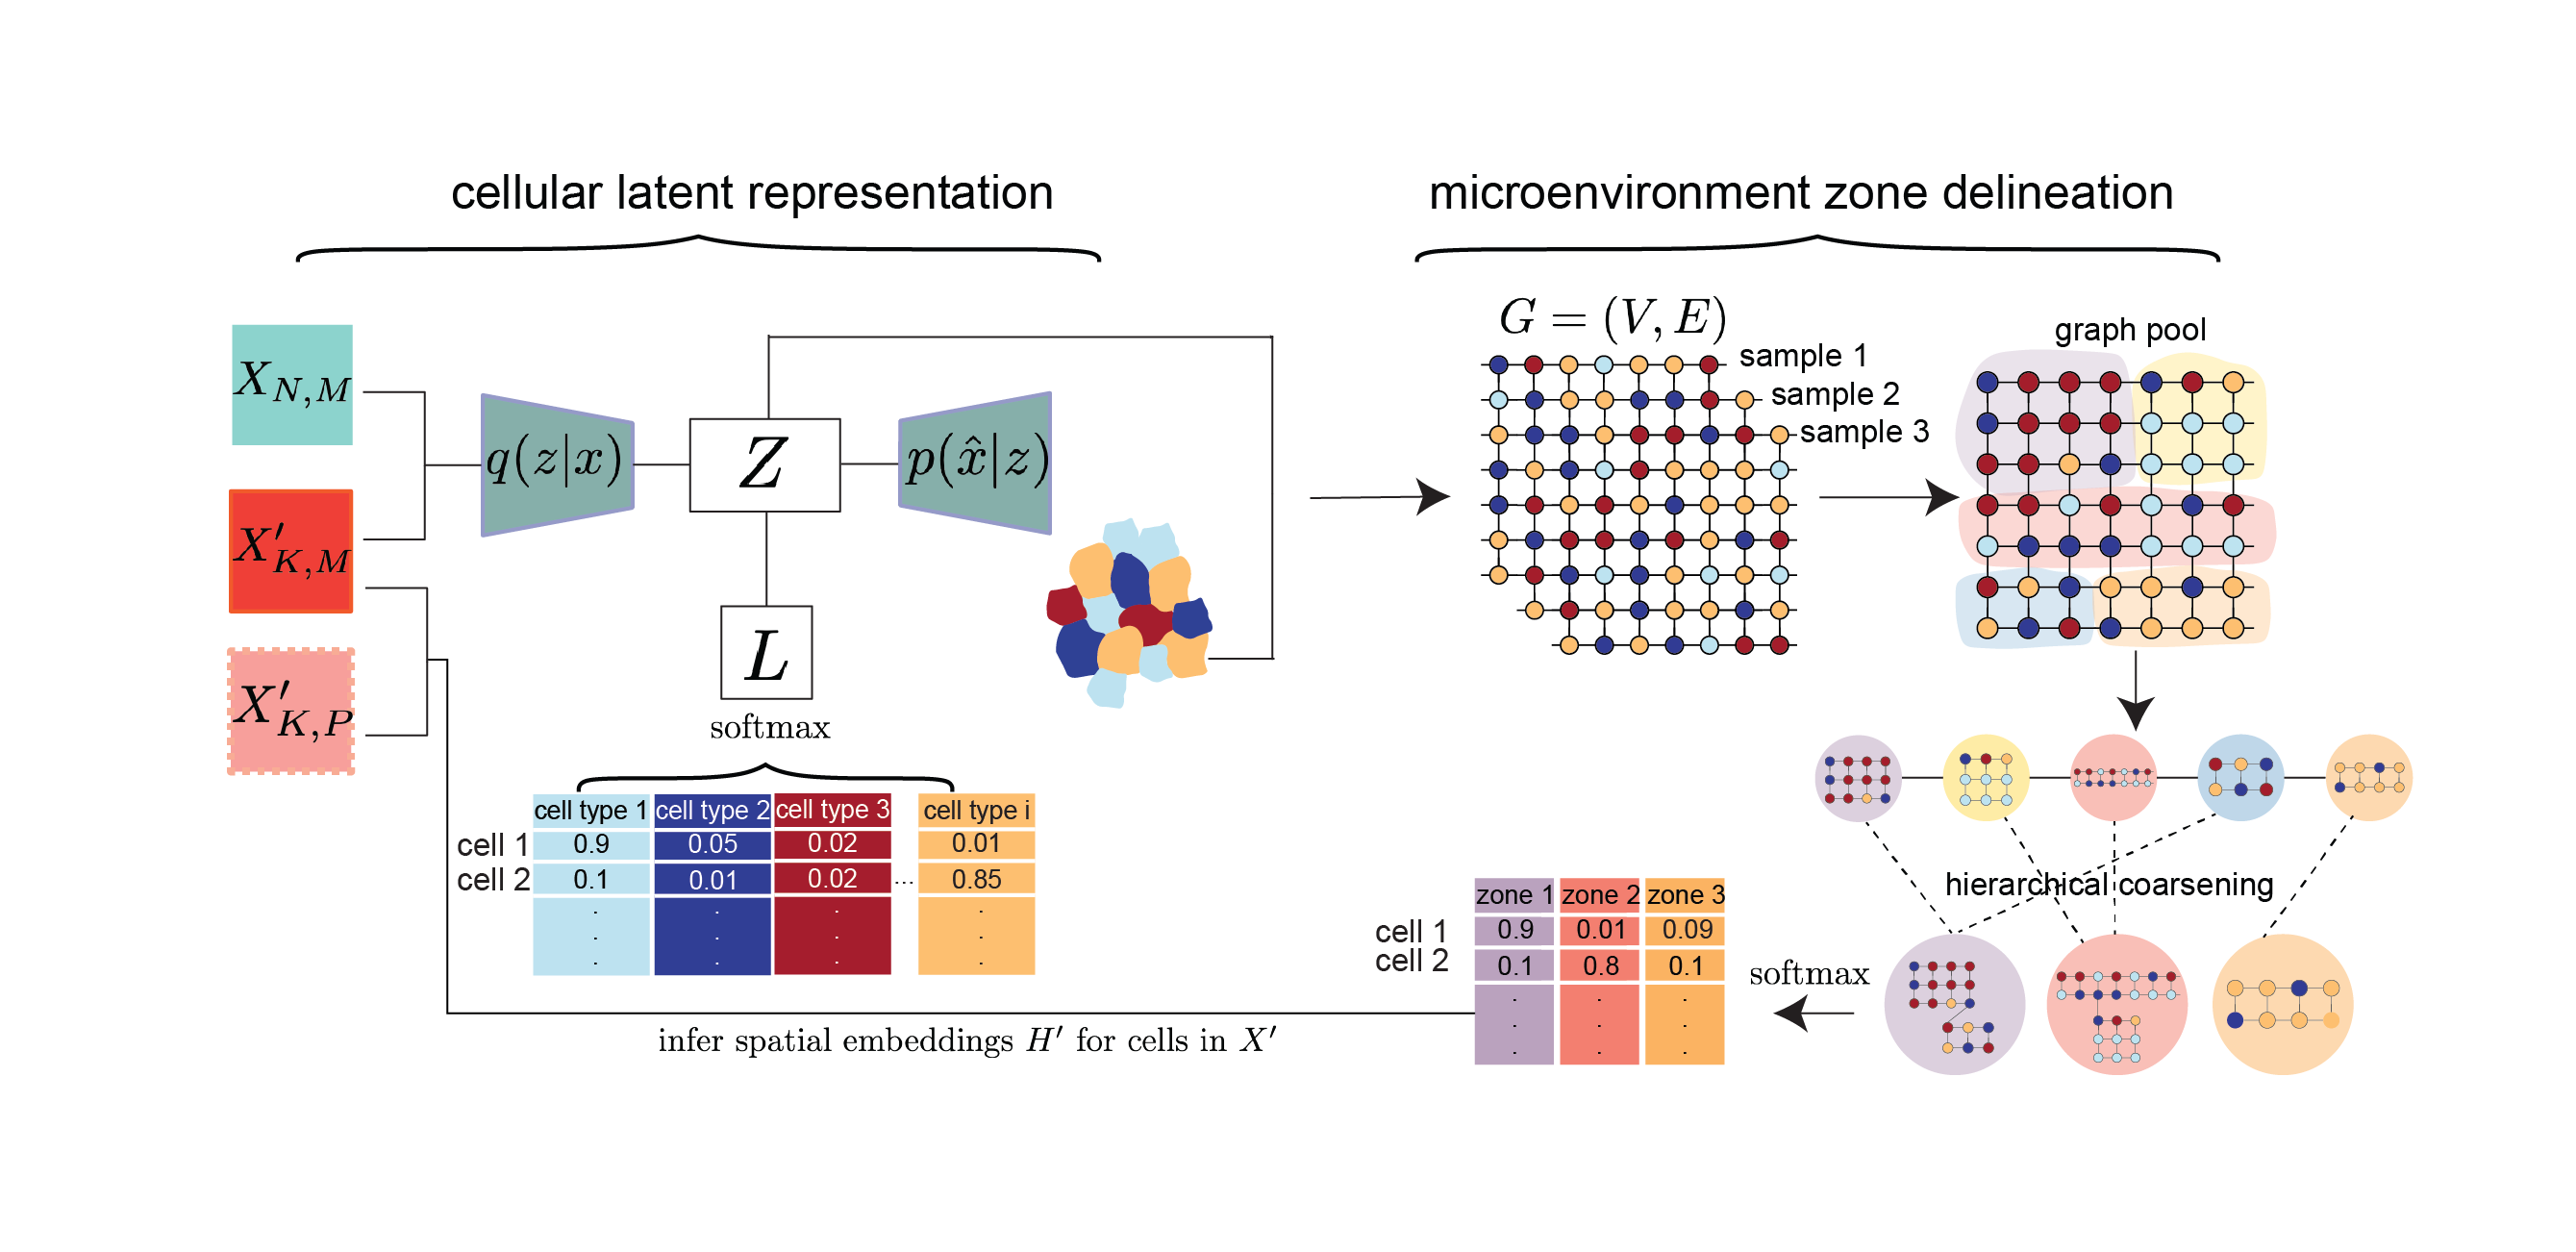 cellular latent representation
microenvironment zone delineation
X_{N,M}
X'_{K,M}
X'_{K,P}
q(z|x)
Z
p(x̂|z)
L
softmax
cell type 1 cell type 2 cell type 3 cell type i
cell 1 0.9 0.05 0.02 0.01
cell 2 0.1 0.01 0.02 ... 0.85
. . . .
. . . .
. . . .
infer spatial embeddings H' for cells in X'
G = (V, E)
sample 1
sample 2
sample 3
graph pool
hierarchical coarsening
softmax
zone 1 zone 2 zone 3
cell 1 0.9 0.01 0.09
cell 2 0.1 0.8 0.1
. . .
. . .
. . .